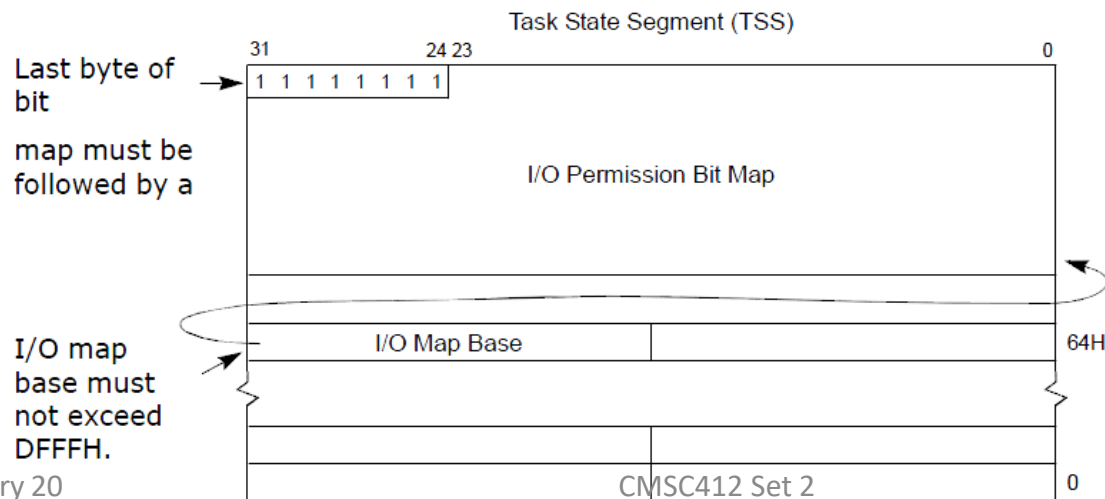 Task State Segment (TSS)
31 24 23 0
Last byte of
bit
1 1 1 1 1 1 1 1
map must be
followed by a
I/O Permission Bit Map
I/O Map Base
64H
I/O map
base must
not exceed
DFFFH.
ry 20
CMSC412 Set 2
0